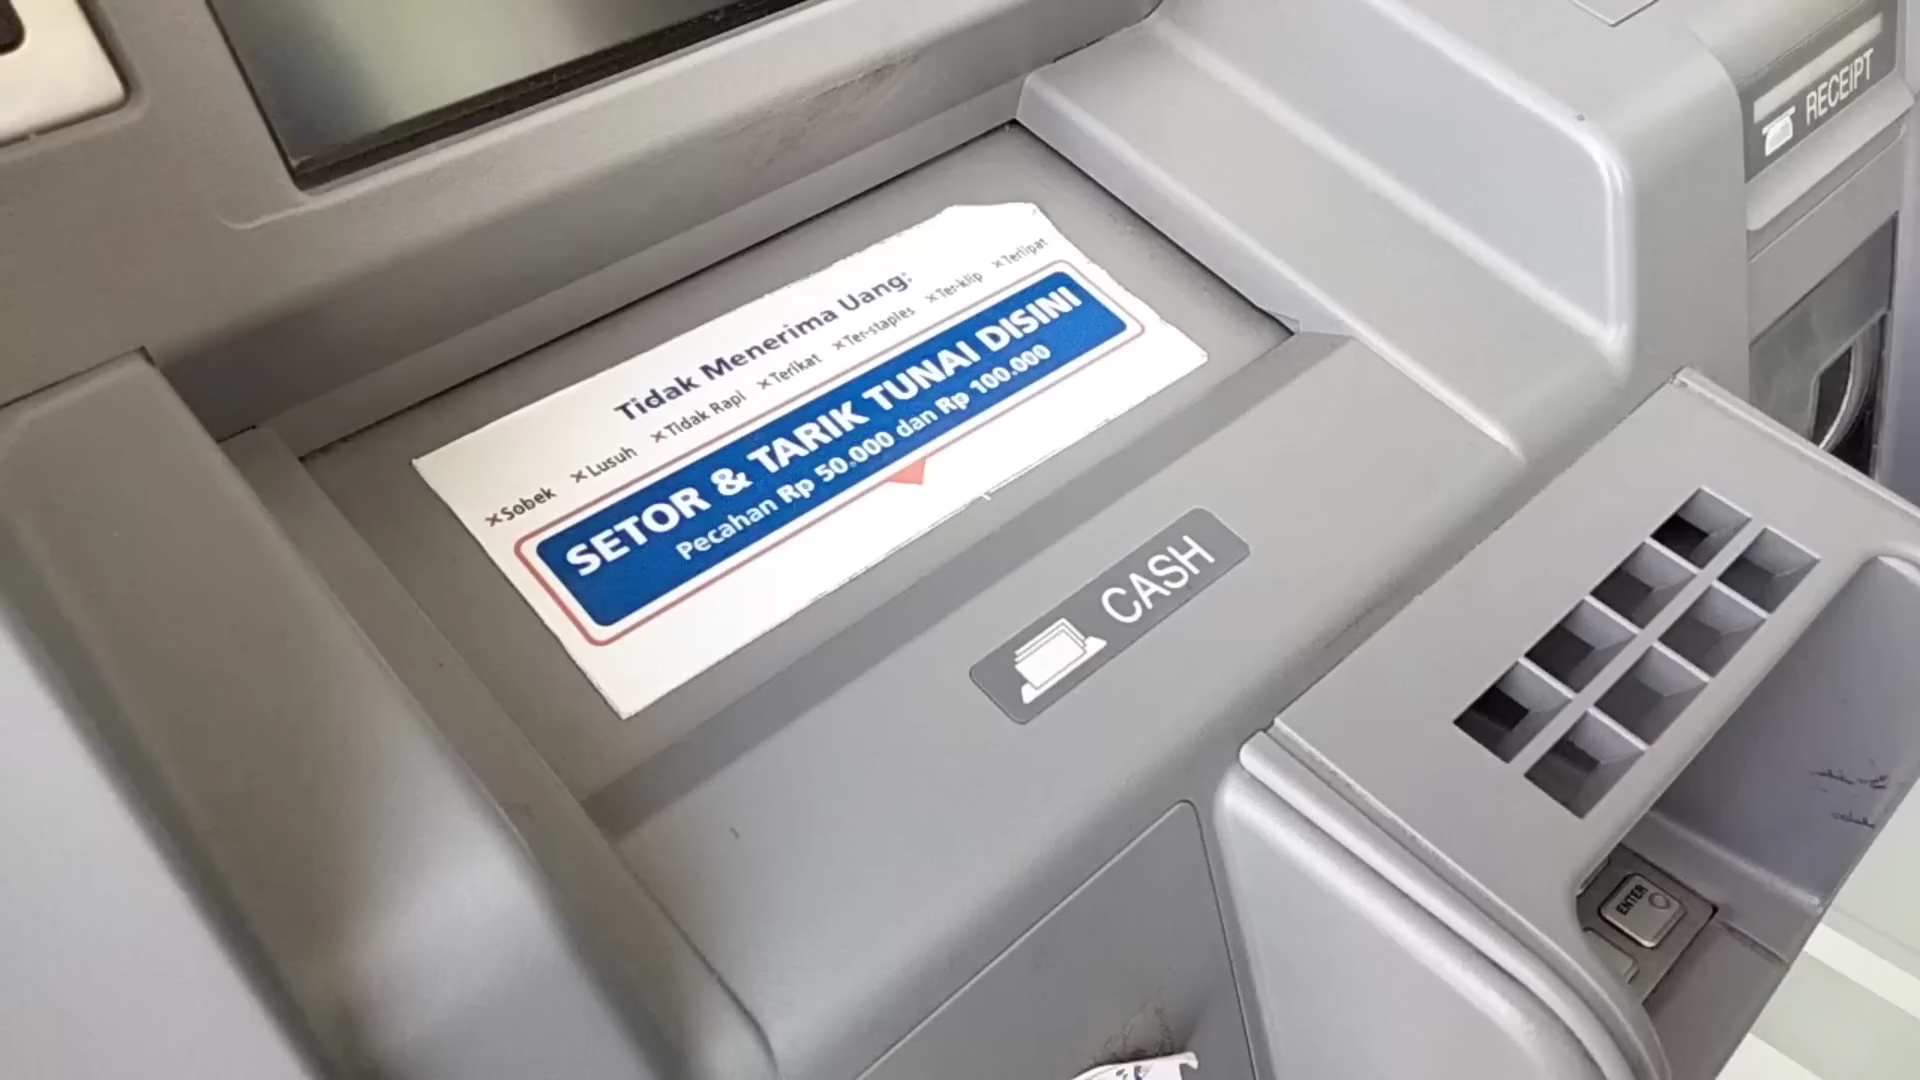 RECEIPT
Tidak Menerima Uang:
×Sobek ×Lusuh ×Tidak Rapi ×Terikat ×Ter-staples ×Ter-klip ×Terlipat
SETOR & TARIK TUNAI DISINI
Pecahan Rp 50.000 dan Rp 100.000
CASH
ENTER